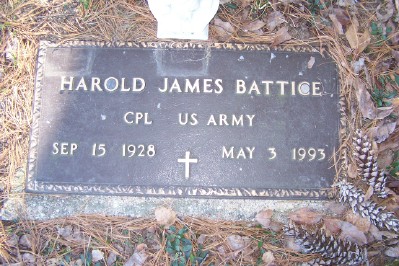 HAROLD JAMES BATTICE
CPL US ARMY
SEP 15 1928 MAY 3 1993